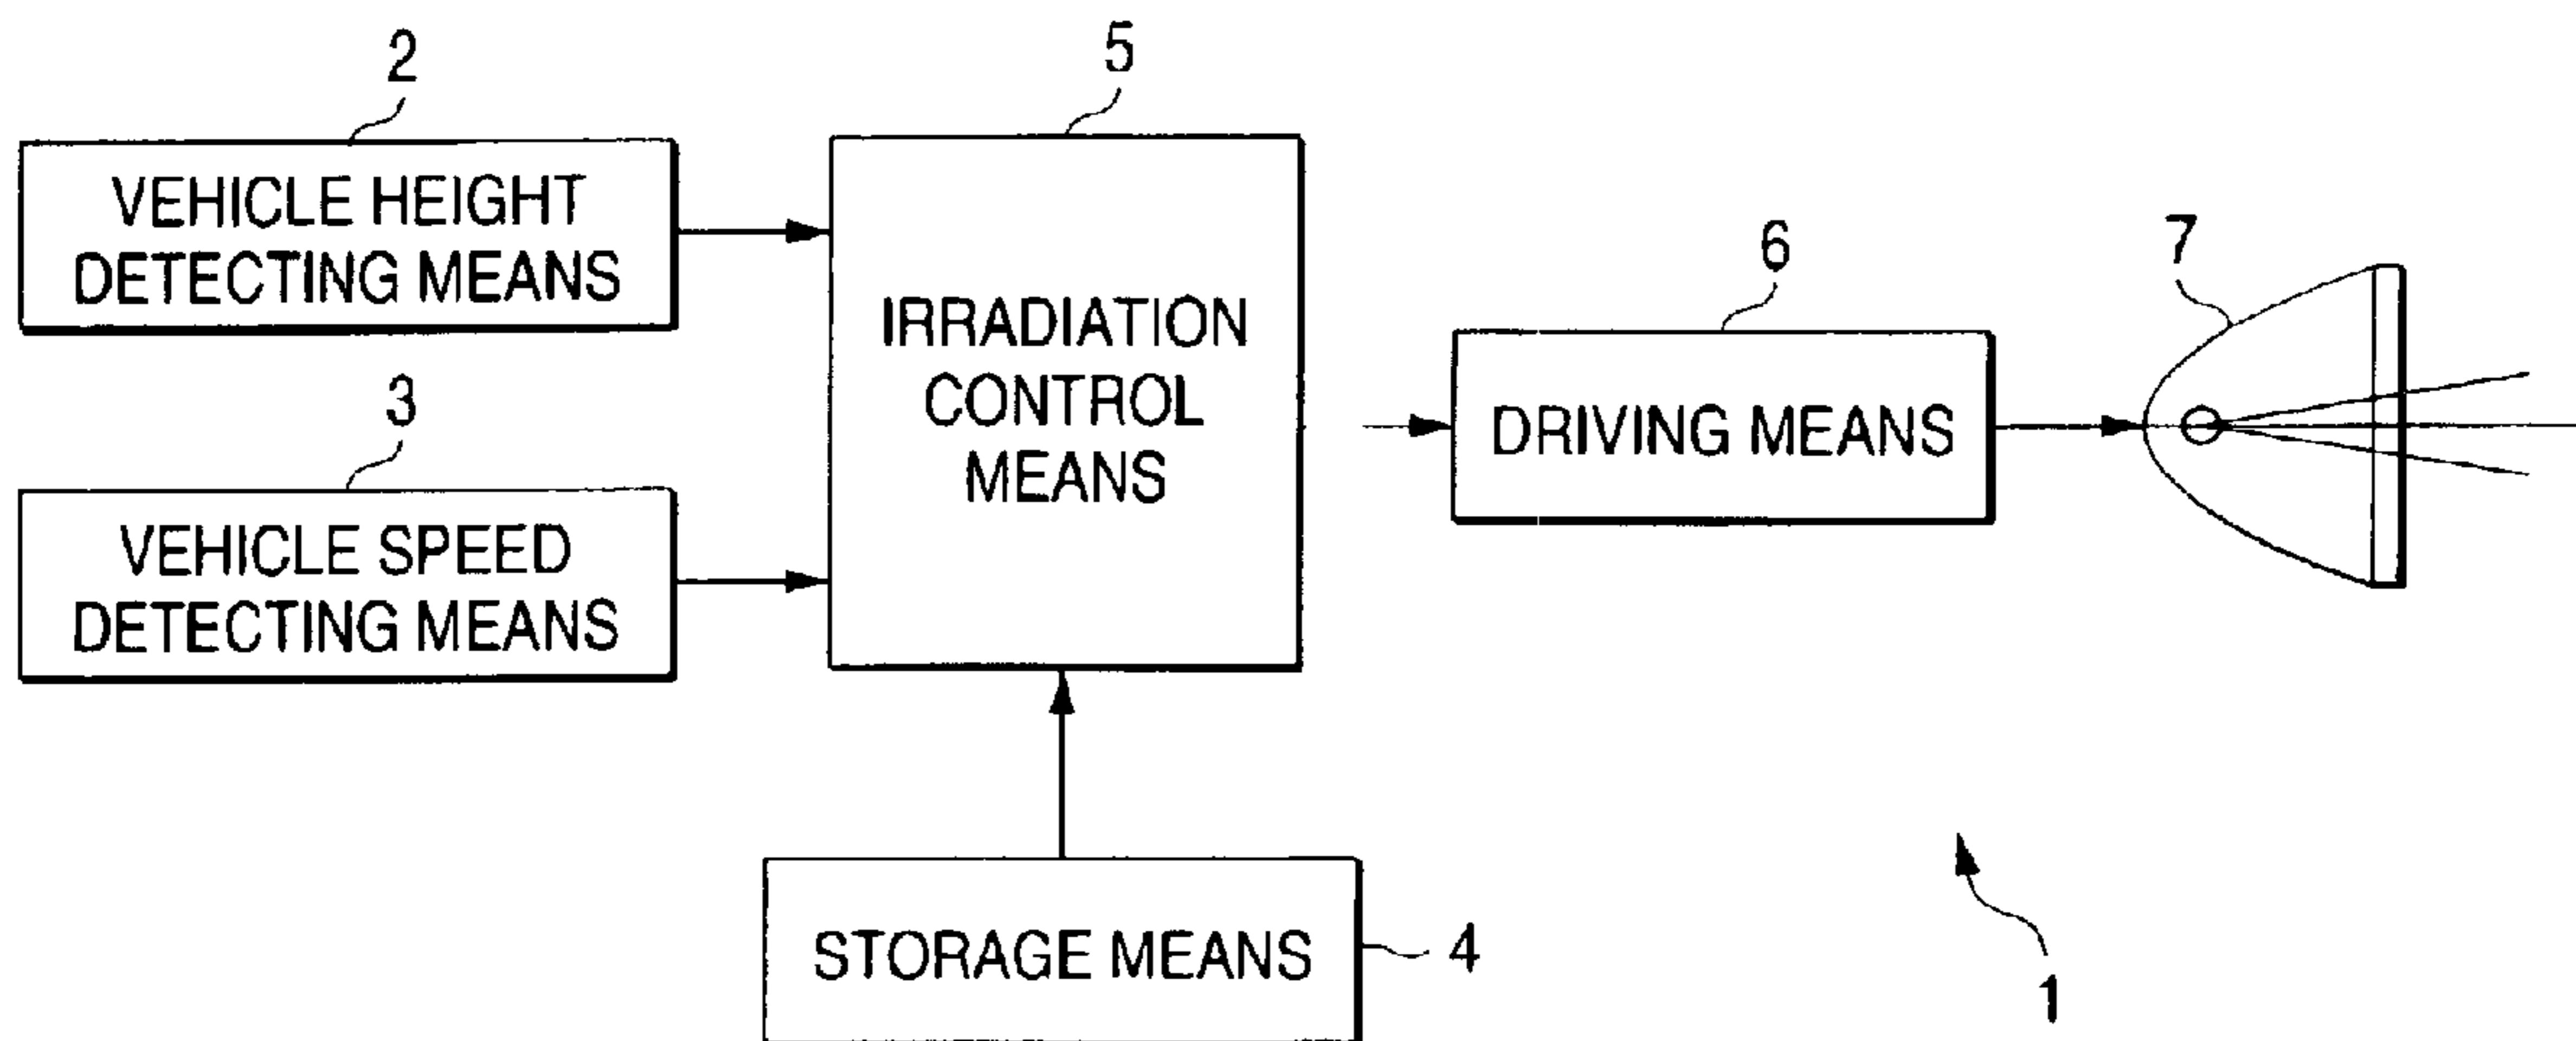 2
VEHICLE HEIGHT
DETECTING MEANS
3
VEHICLE SPEED
DETECTING MEANS
5
IRRADIATION
CONTROL
MEANS
STORAGE MEANS
4
6
DRIVING MEANS
7
1